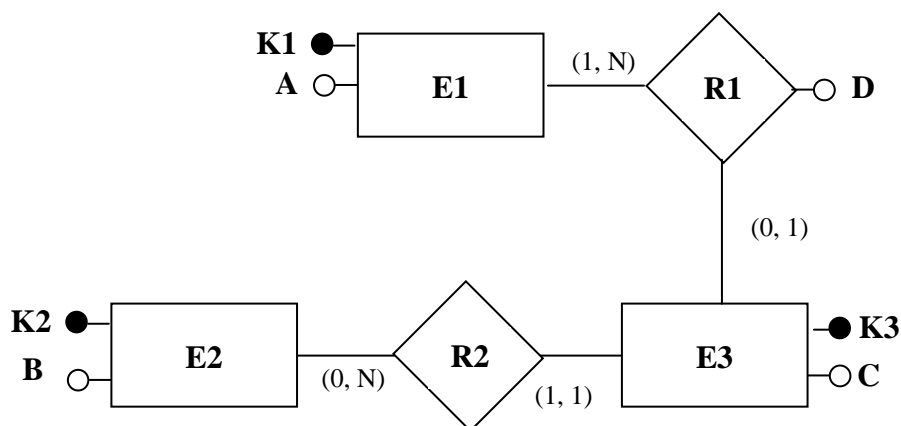 K1
A
E1
(1, N)
R1
D
(0, 1)
K2
B
E2
(0, N)
R2
(1, 1)
E3
K3
C